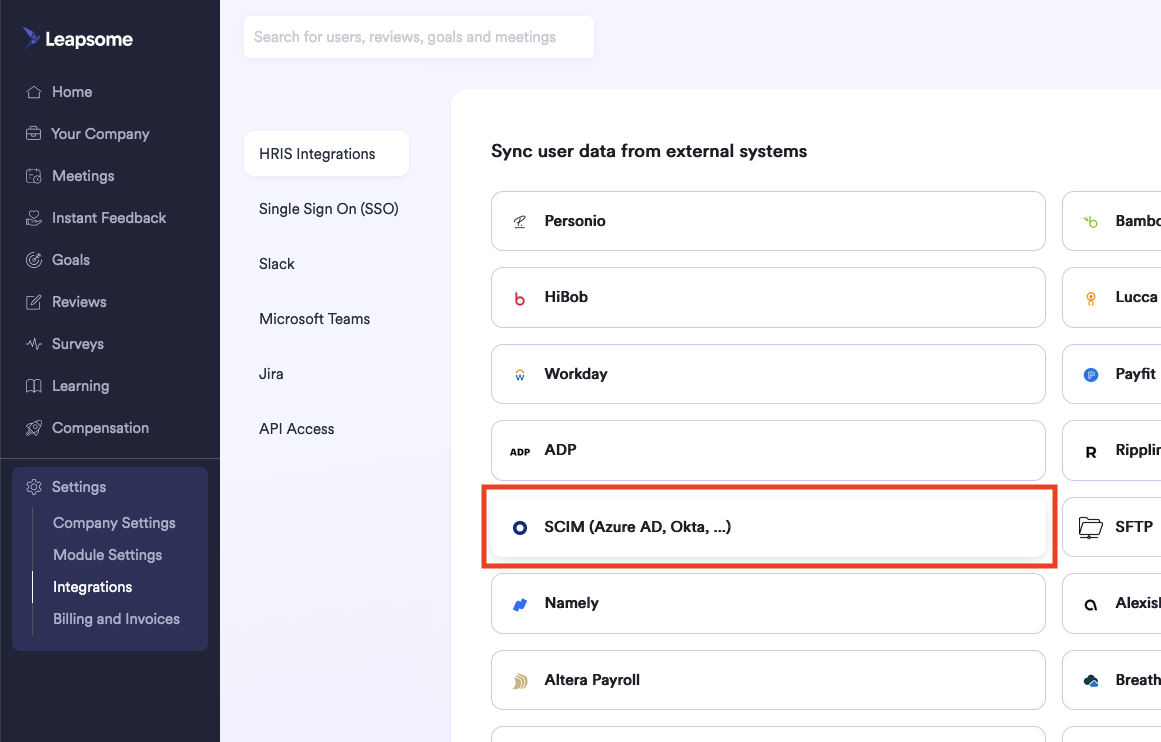 Leapsome
Search for users, reviews, goals and meetings
Home
Your Company
Meetings
Instant Feedback
Goals
Reviews
Surveys
Learning
Compensation
Settings
Company Settings
Module Settings
Integrations
Billing and Invoices
HRIS Integrations
Single Sign On (SSO)
Slack
Microsoft Teams
Jira
API Access
Sync user data from external systems
Personio
Bambo
HiBob
Lucca
Workday
Payfit
ADP ADP
R Ripplin
SCIM (Azure AD, Okta, ...)
SFTP
Namely
Alexish
Altera Payroll
Breath